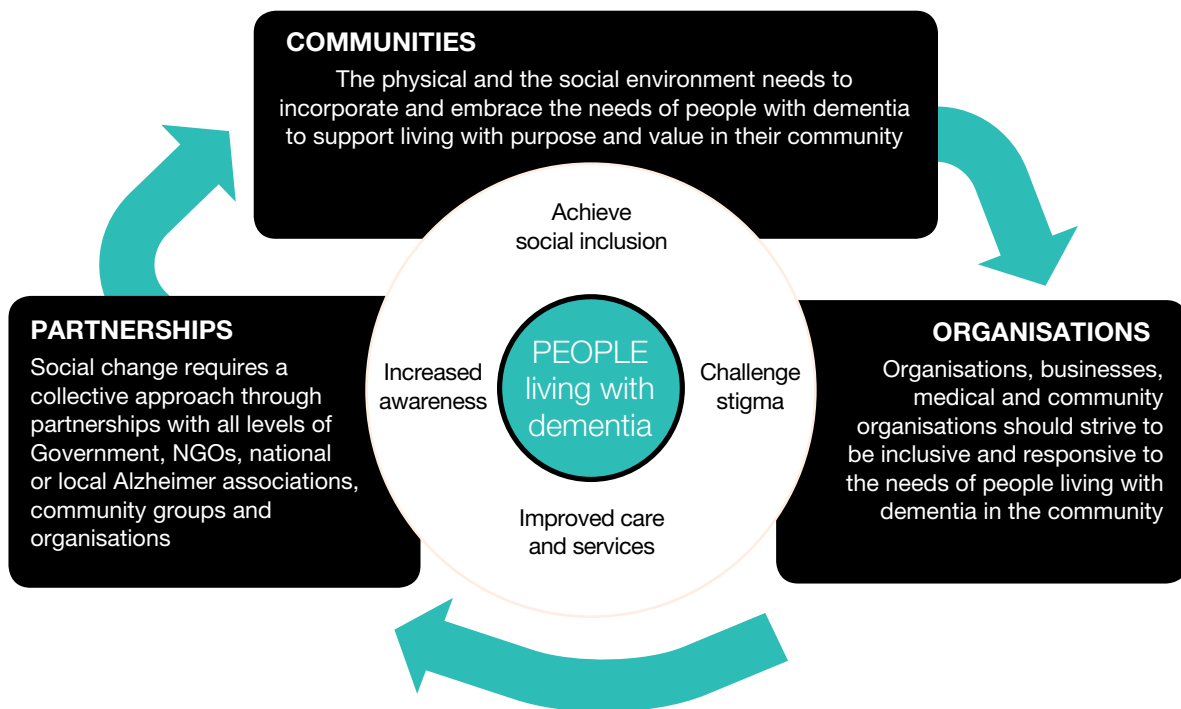 COMMUNITIES
The physical and the social environment needs to
incorporate and embrace the needs of people with dementia
to support living with purpose and value in their community
Achieve
social inclusion
PARTNERSHIPS
Social change requires a
collective approach through
partnerships with all levels of
Government, NGOs, national
or local Alzheimer associations,
community groups and
organisations
Increased
awareness
PEOPLE
living with
dementia
Challenge
stigma
ORGANISATIONS
Organisations, businesses,
medical and community
organisations should strive to
be inclusive and responsive to
the needs of people living with
dementia in the community
Improved care
and services